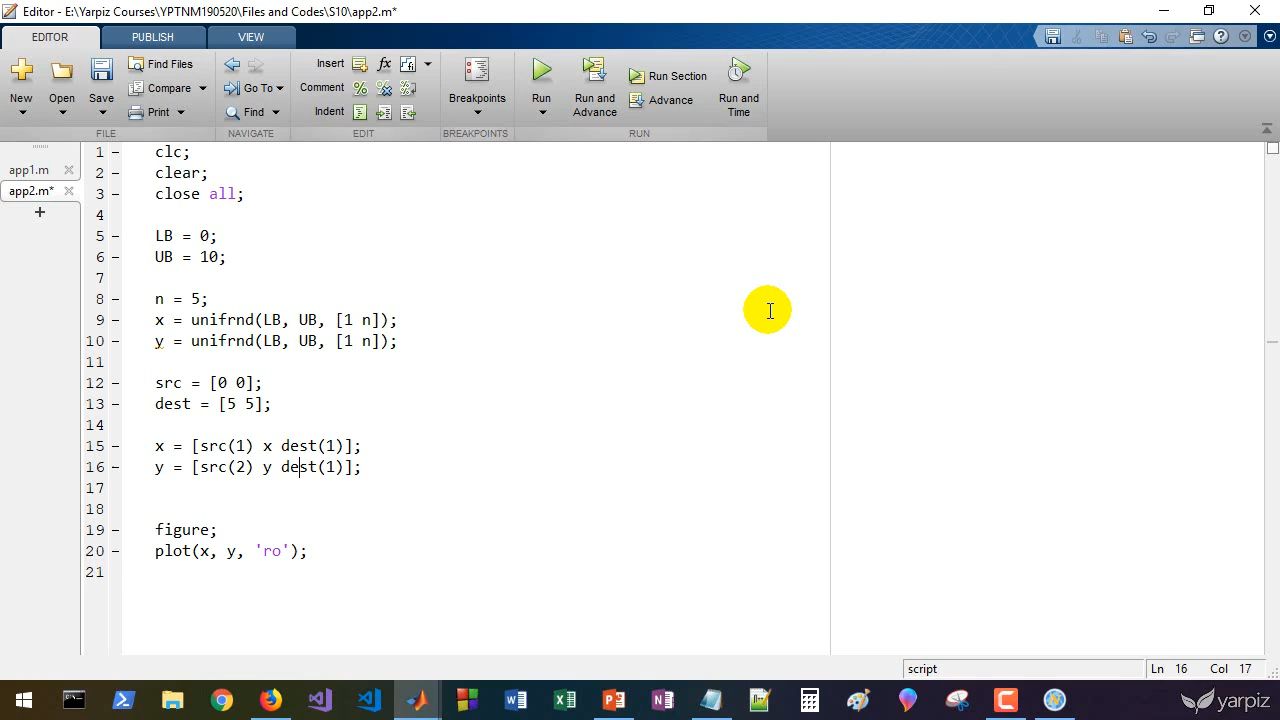 Editor - E:\Yarpiz Courses\YPTNM190520\Files and Codes\S10\app2.m*
EDITOR PUBLISH VIEW
New Open Save Find Files Compare Print
Go To Find
Insert fx
Comment
Indent
Breakpoints
Run Run and Advance Run Section Advance Run and Time
FILE NAVIGATE EDIT BREAKPOINTS RUN
app1.m
app2.m*
1 clc;
2 clear;
3 close all;
4
5 LB = 0;
6 UB = 10;
7
8 n = 5;
9 x = unifrnd(LB, UB, [1 n]);
10 y = unifrnd(LB, UB, [1 n]);
11
12 src = [0 0];
13 dest = [5 5];
14
15 x = [src(1) x dest(1)];
16 y = [src(2) y dest(1)];
17
18
19 figure;
20 plot(x, y, 'ro');
21
script Ln 16 Col 17
yarpiz